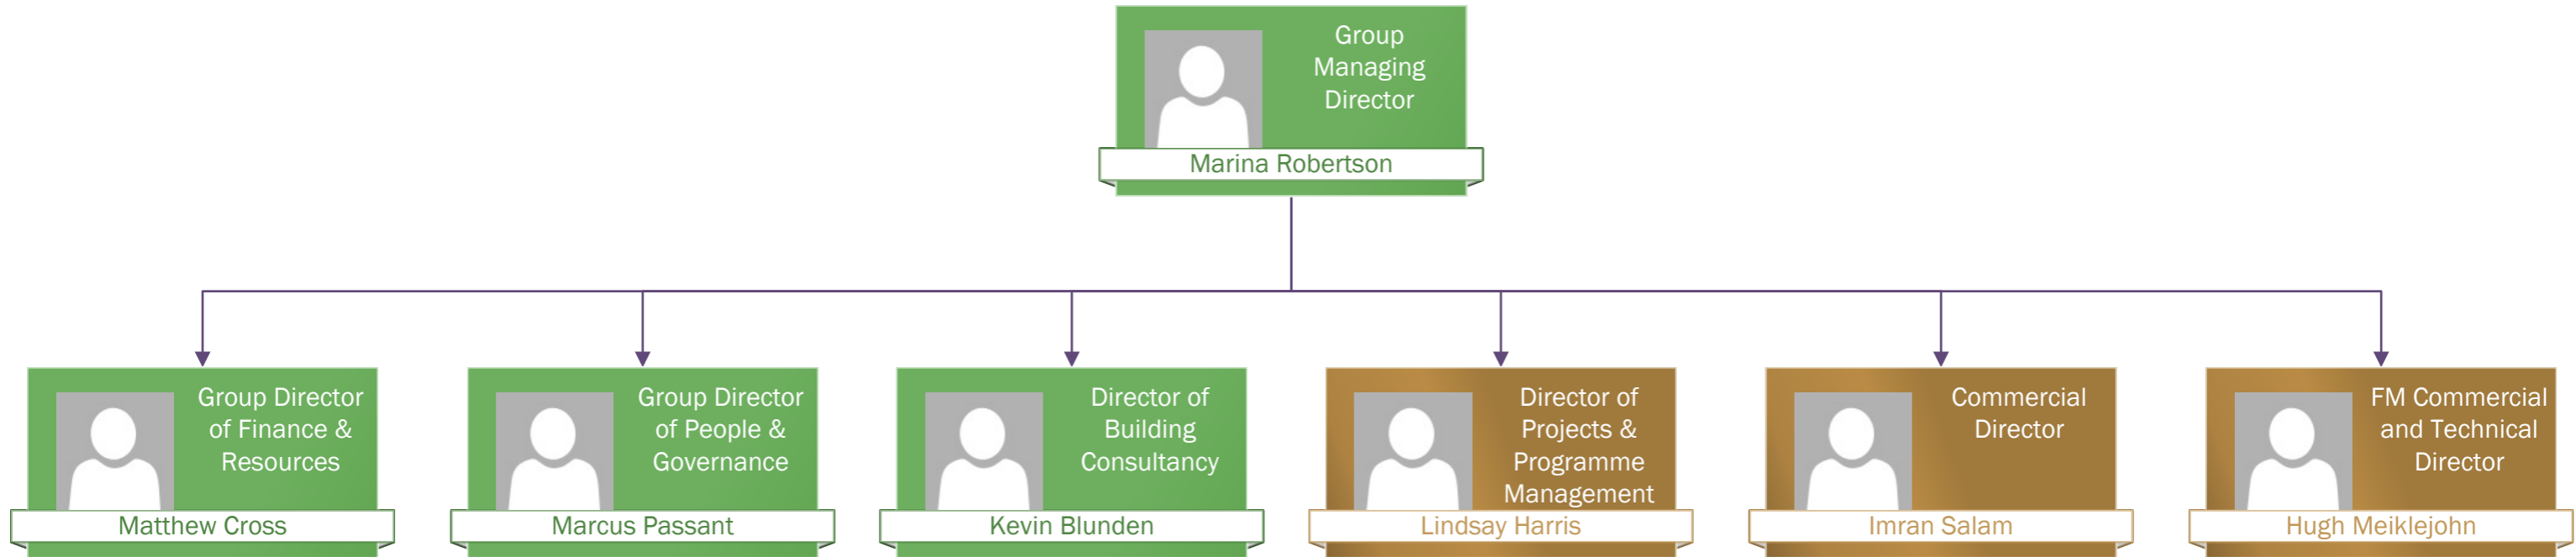 Group
Managing
Director
Marina Robertson
Group Director
of Finance &
Resources
Matthew Cross
Group Director
of People &
Governance
Marcus Passant
Director of
Building
Consultancy
Kevin Blunden
Director of
Projects &
Programme
Management
Lindsay Harris
Commercial
Director
Imran Salam
FM Commercial
and Technical
Director
Hugh Meiklejohn